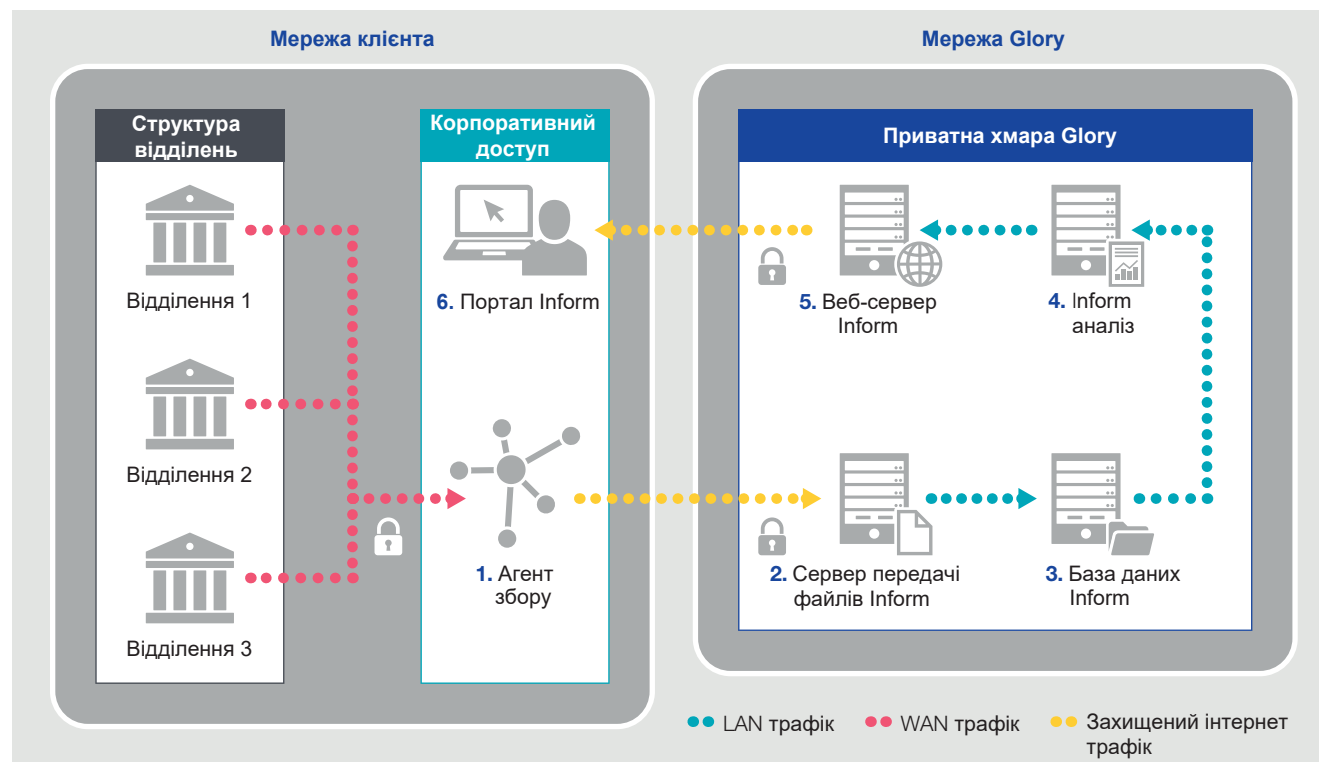 Мережа клієнта
Мережа Glory
Структура
відділень
Корпоративний
доступ
Приватна хмара Glory
Відділення 1
Відділення 2
Відділення 3
6. Портал Inform
1. Агент
збору
5. Веб-сервер
Inform
4. Inform
аналіз
2. Сервер передачі
файлів Inform
3. База даних
Inform
LAN трафік
WAN трафік
Захищений інтернет
трафік